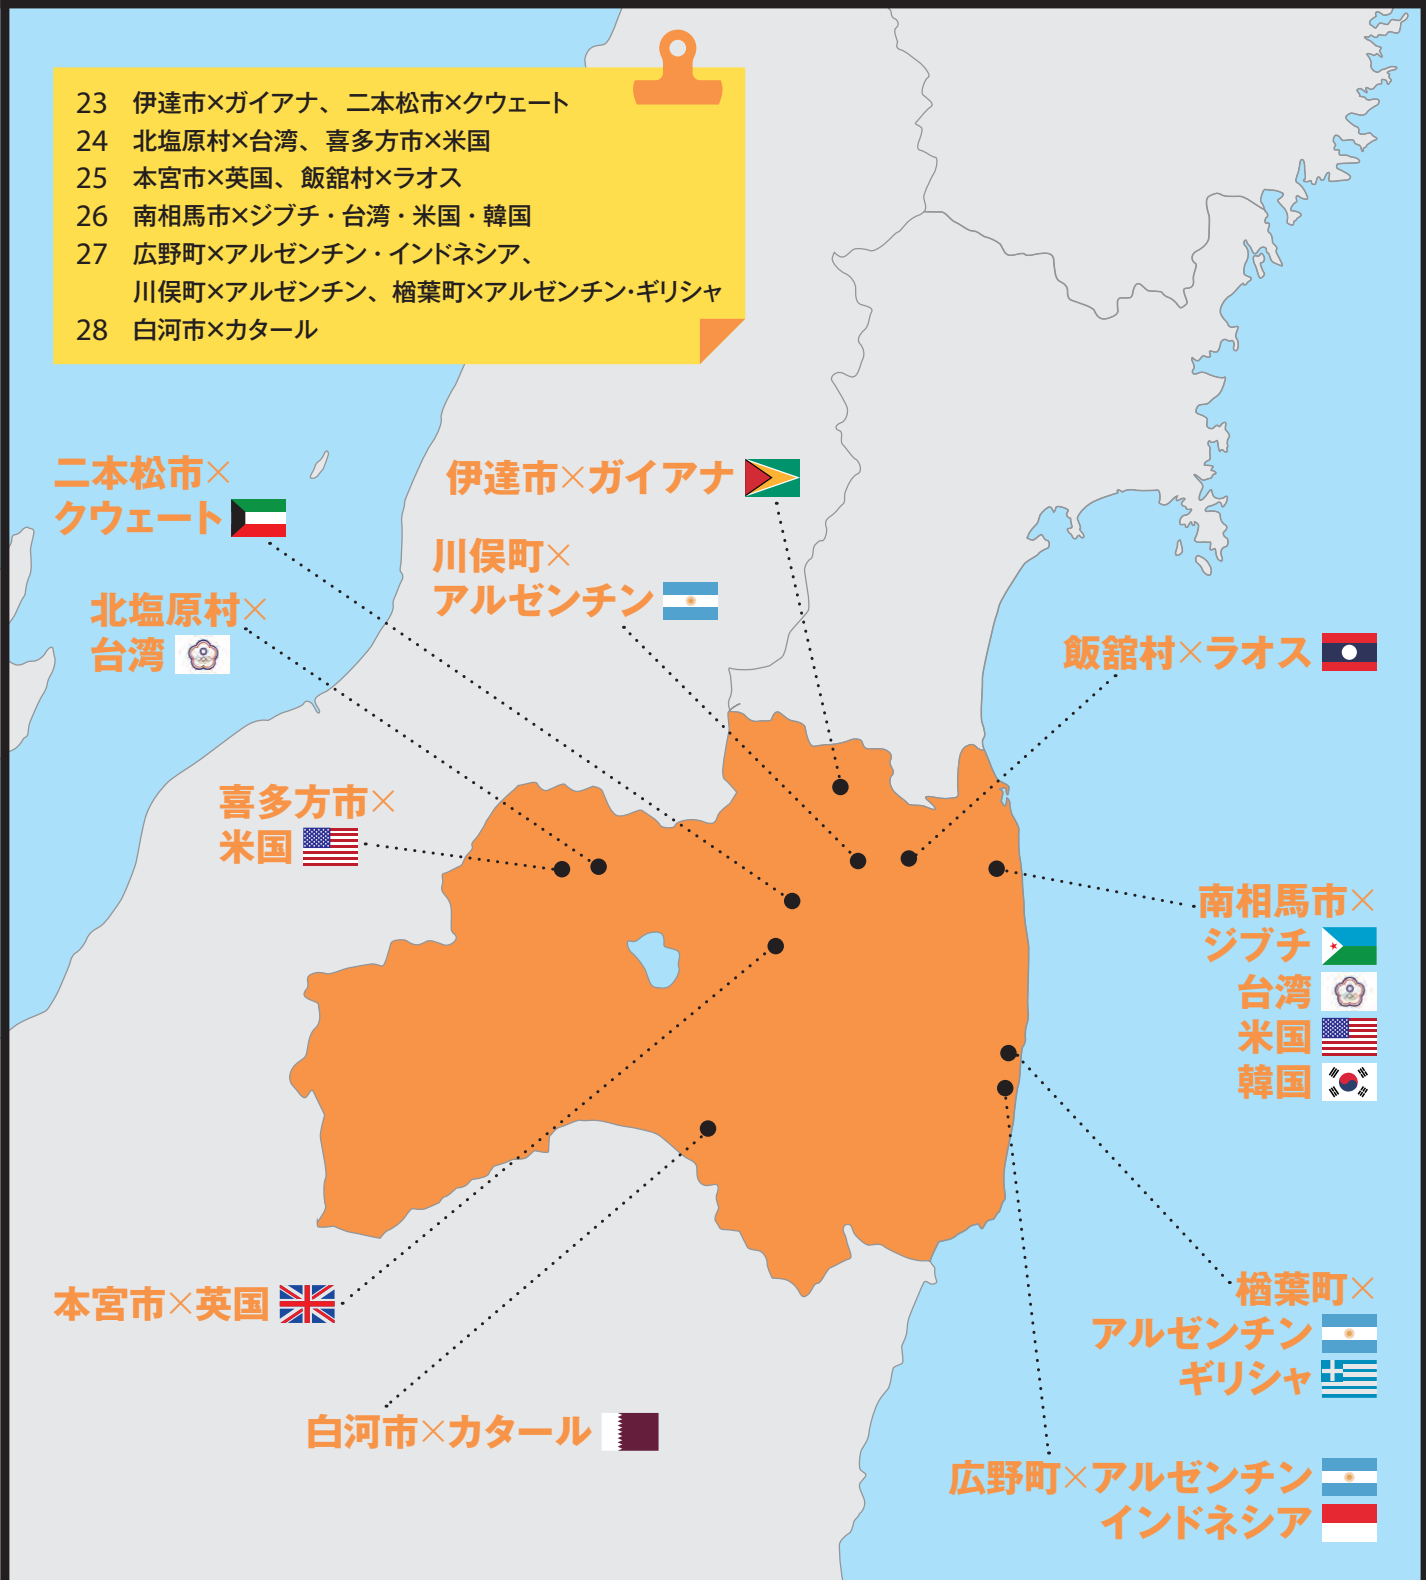 23 伊達市×ガイアナ、二本松市×クウェート
24 北塩原村×台湾、喜多方市×米国
25 本宮市×英国、飯舘村×ラオス
26 南相馬市×ジブチ・台湾・米国・韓国
27 広野町×アルゼンチン・インドネシア、
川俣町×アルゼンチン、楢葉町×アルゼンチン･ギリシャ
28 白河市×カタール
二本松市×
クウェート
伊達市×ガイアナ
川俣町×
アルゼンチン
北塩原村×
台湾
飯舘村×ラオス
喜多方市×
米国
南相馬市×
ジブチ
台湾
米国
韓国
本宮市×英国
楢葉町×
アルゼンチン
ギリシャ
白河市×カタール
広野町×アルゼンチン
インドネシア